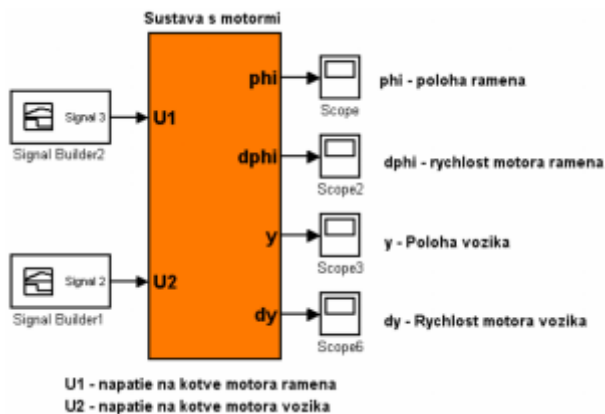 Sustava s motormi
phi
Scope
phi - poloha ramena
Signal 3
U1
Signal Builder2
dphi
Scope2
dphi - rychlost motora ramena
y
Scope3
y - Poloha vozika
Signal 2
U2
Signal Builder1
dy
Scope6
dy - Rychlost motora vozika
U1 - napatie na kotve motora ramena
U2 - napatie na kotve motora vozika